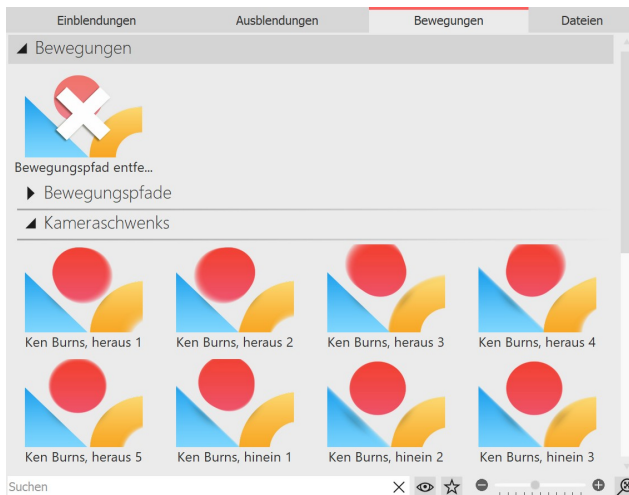 Einblendungen Ausblendungen Bewegungen Dateien
Bewegungen
Bewegungspfad entfe...
Bewegungspfade
Kameraschwenks
Ken Burns, heraus 1 Ken Burns, heraus 2 Ken Burns, heraus 3 Ken Burns, heraus 4
Ken Burns, heraus 5 Ken Burns, hinein 1 Ken Burns, hinein 2 Ken Burns, hinein 3
Suchen